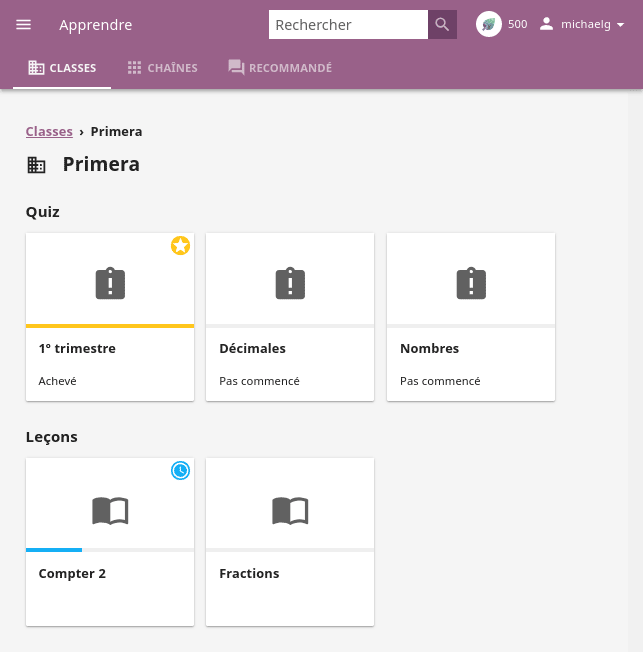 Apprendre
Rechercher
500
michaelg
CLASSES
CHAÎNES
RECOMMANDÉ
Classes › Primera
Primera
Quiz
1° trimestre
Achevé
Décimales
Pas commencé
Nombres
Pas commencé
Leçons
Compter 2
Fractions